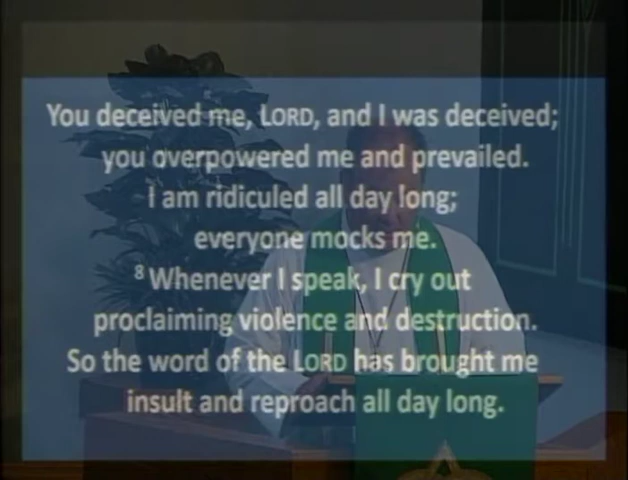 You deceived me, LORD, and I was deceived;
you overpowered me and prevailed.
I am ridiculed all day long;
everyone mocks me.
8 Whenever I speak, I cry out
proclaiming violence and destruction.
So the word of the LORD has brought me
insult and reproach all day long.